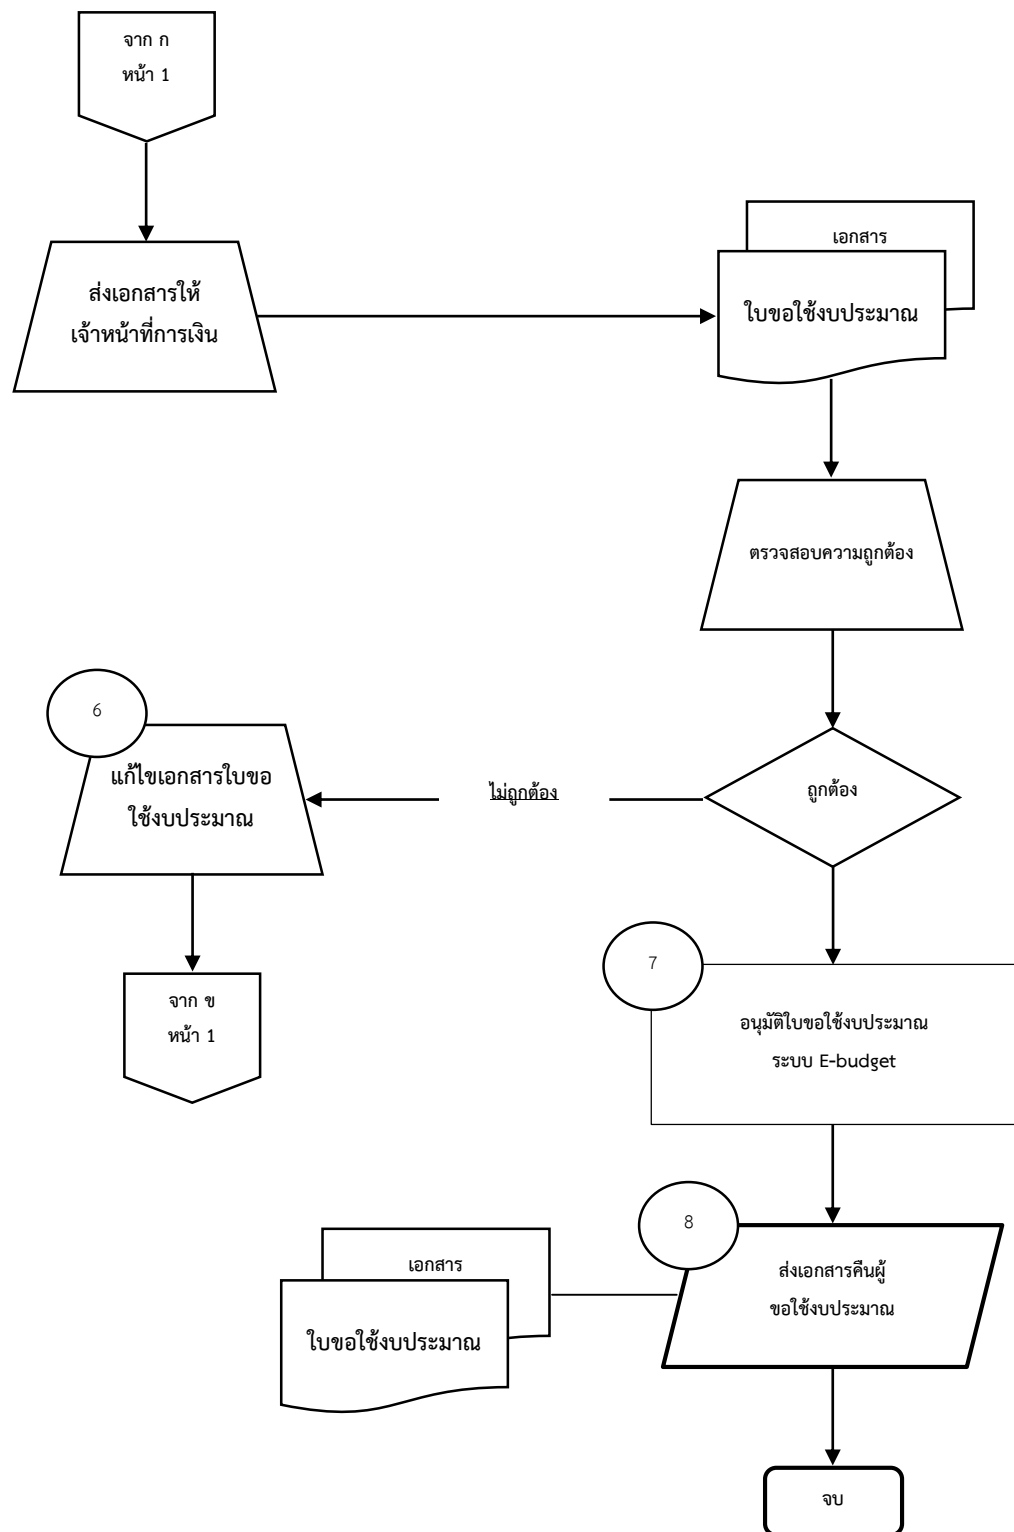 จาก ก
หน้า 1
ส่งเอกสารให้
เจ้าหน้าที่การเงิน
เอกสาร
ใบขอใช้งบประมาณ
ตรวจสอบความถูกต้อง
6
แก้ไขเอกสารใบขอ
ใช้งบประมาณ
ไม่ถูกต้อง
ถูกต้อง
จาก ข
หน้า 1
7
อนุมัติใบขอใช้งบประมาณ
ระบบ E-budget
8
ส่งเอกสารคืนผู้
ขอใช้งบประมาณ
เอกสาร
ใบขอใช้งบประมาณ
จบ